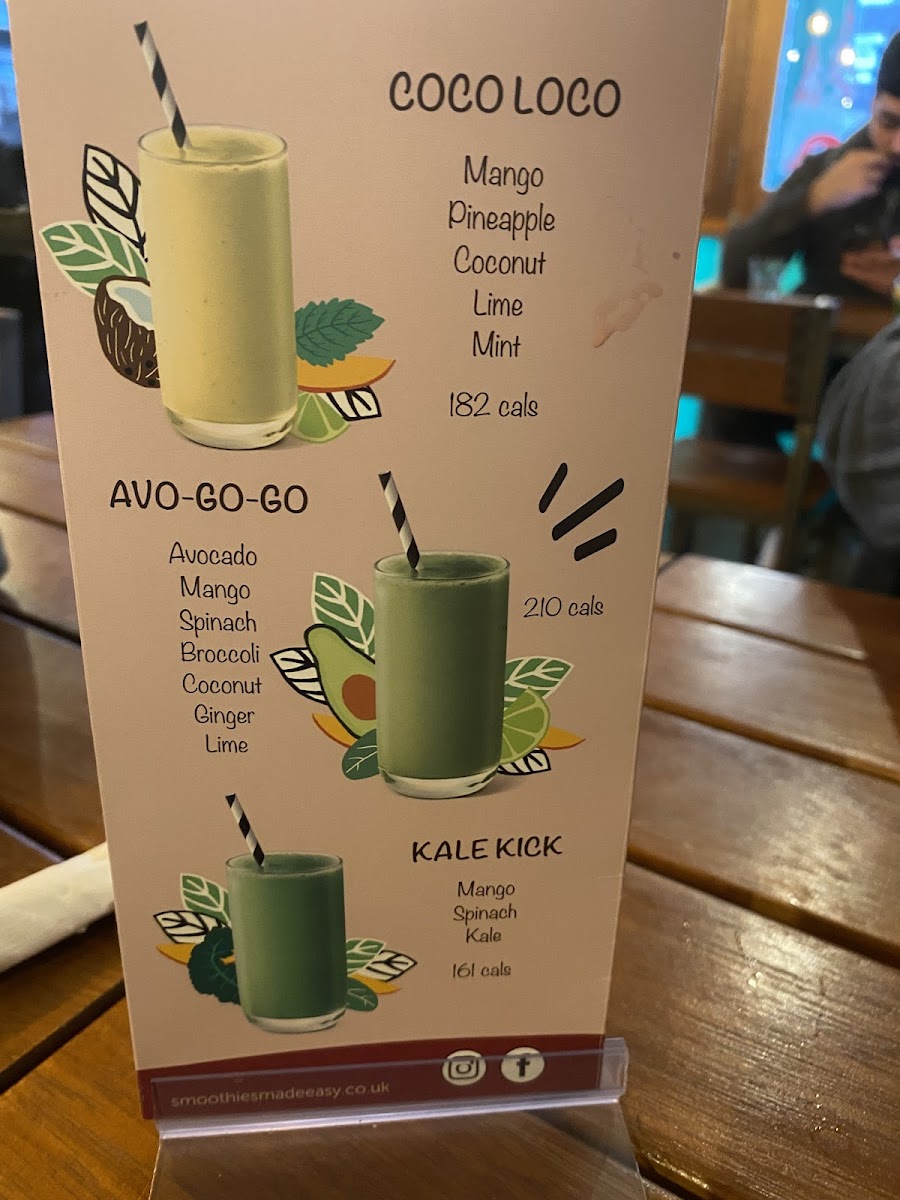 COCO LOCO
Mango
Pineapple
Coconut
Lime
Mint
182 cals
AVO-GO-GO
Avocado
Mango
Spinach
Broccoli
Coconut
Ginger
Lime
210 cals
KALE KICK
Mango
Spinach
Kale
161 cals
smoothiesmadeeasy.co.uk